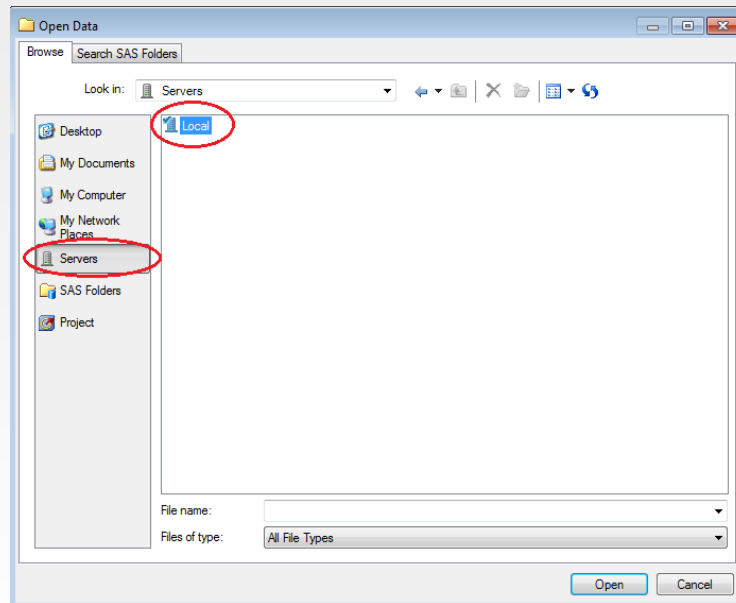 Open Data
Browse Search SAS Folders
Look in: Servers
Local
Desktop
My Documents
My Computer
My Network
Places
Servers
SAS Folders
Project
File name:
Files of type: All File Types
Open Cancel